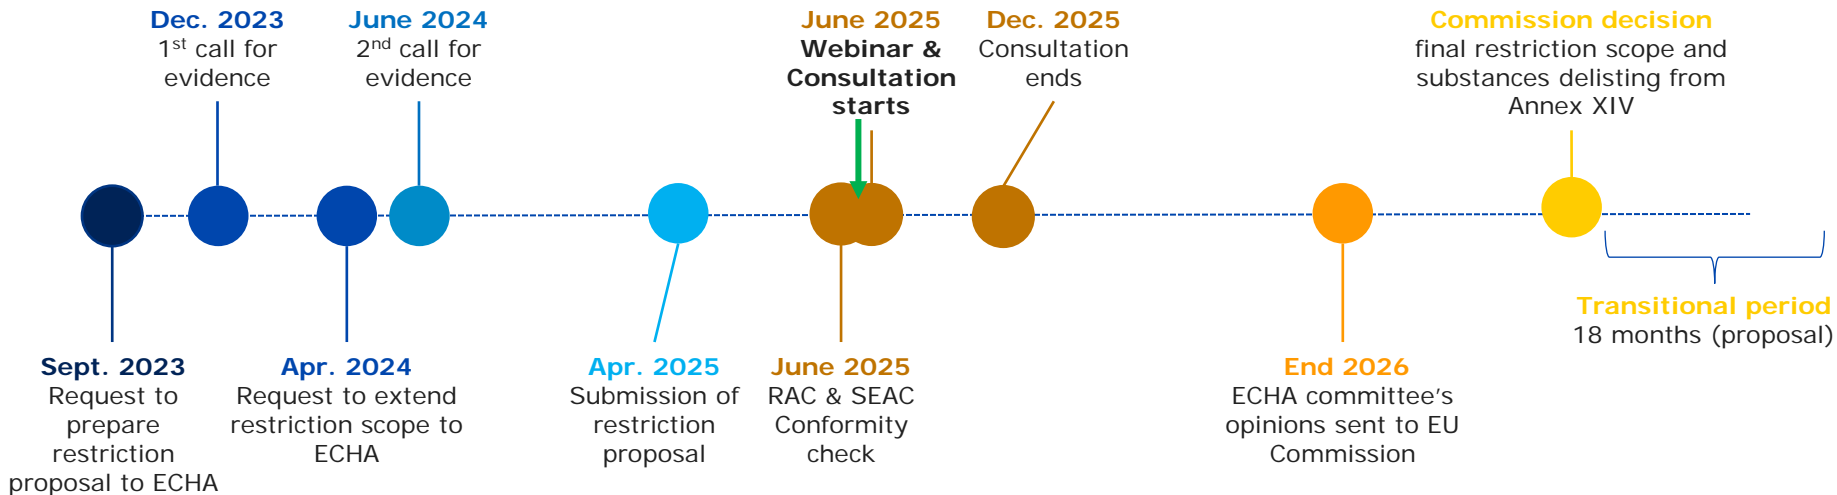 Dec. 2023
1st call for
evidence
June 2024
2nd call for
evidence
June 2025
Webinar &
Consultation
starts
Dec. 2025
Consultation
ends
Commission decision
final restriction scope and
substances delisting from
Annex XIV
Sept. 2023
Request to
prepare
restriction
proposal to ECHA
Apr. 2024
Request to extend
restriction scope to
ECHA
Apr. 2025
Submission of
restriction
proposal
June 2025
RAC & SEAC
Conformity
check
End 2026
ECHA committee's
opinions sent to EU
Commission
Transitional period
18 months (proposal)